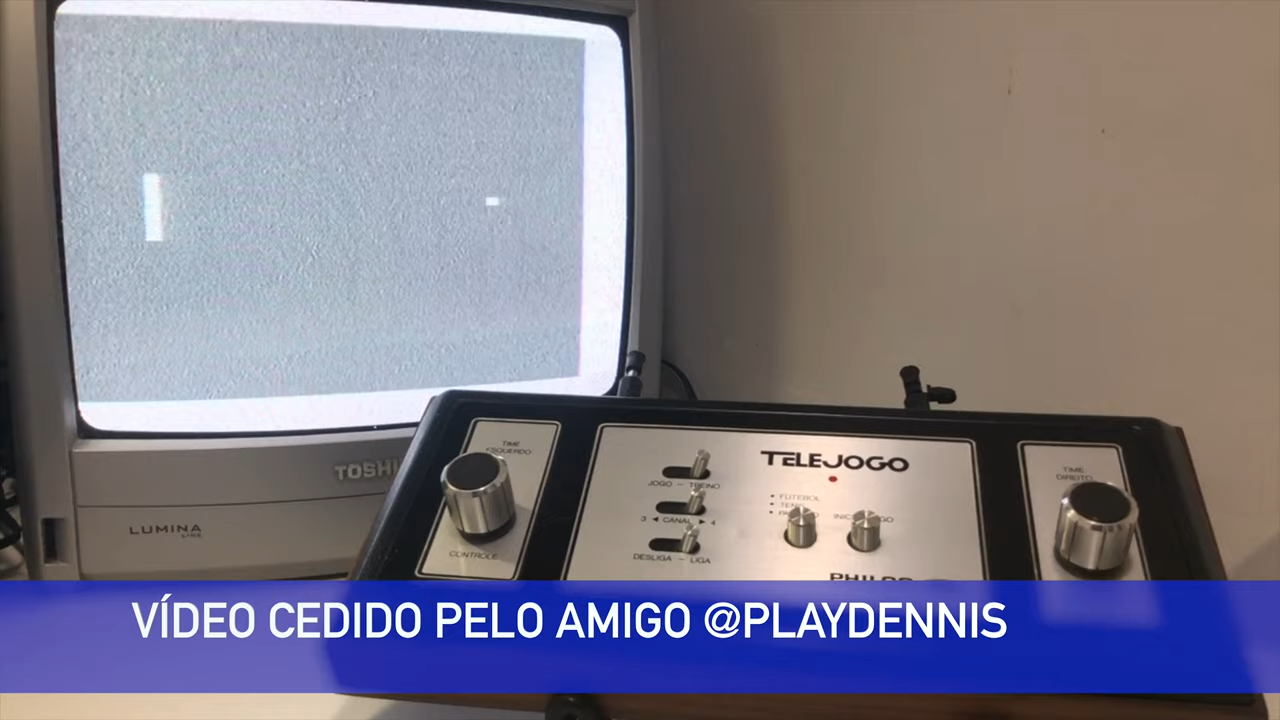 TOSHI
LUMINA
LINE
TIME
ESQUERDO
CONTROLE
JOGO - TREINO
3 ◄ CANAL ► 4
DESLIGA - LIGA
TELEJOGO
• FUTEBOL
TIME
DIREITO
VÍDEO CEDIDO PELO AMIGO @PLAYDENNIS